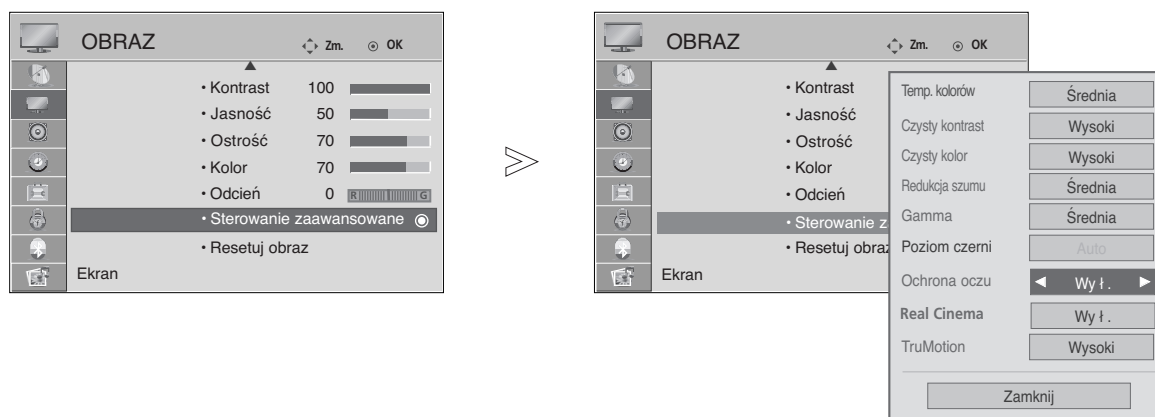 OBRAZ Zm. OK
• Kontrast 100
• Jasność 50
• Ostrość 70
• Kolor 70
• Odcień 0 R G
• Sterowanie zaawansowane
• Resetuj obraz
Ekran
OBRAZ Zm. OK
• Kontrast
• Jasność
• Ostrość
• Kolor
• Odcień
• Sterowanie z
• Resetuj obraz
Ekran
Temp. kolorów Średnia
Czysty kontrast Wysoki
Czysty kolor Wysoki
Redukcja szumu Średnia
Gamma Średnia
Poziom czerni Auto
Ochrona oczu ◀ Wy ł . ▶
Real Cinema Wy ł .
TruMotion Wysoki
Zamknij